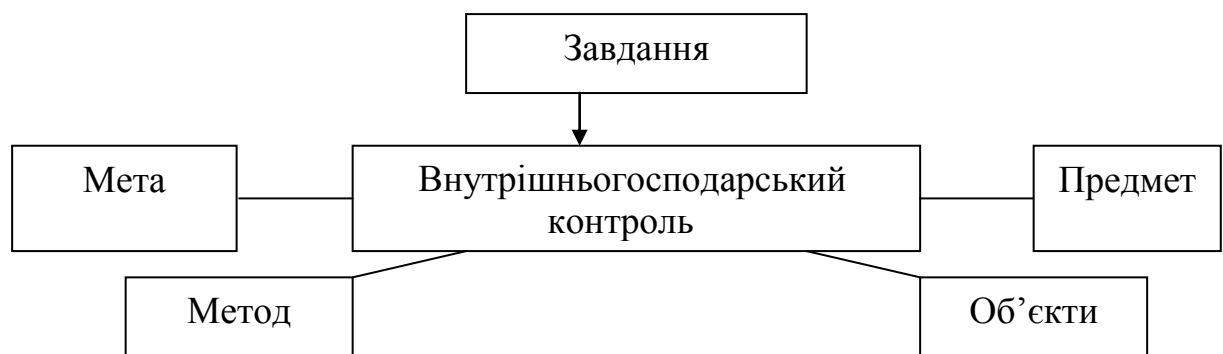 Завдання
Мета
Внутрішньогосподарський
контроль
Предмет
Метод
Об’єкти